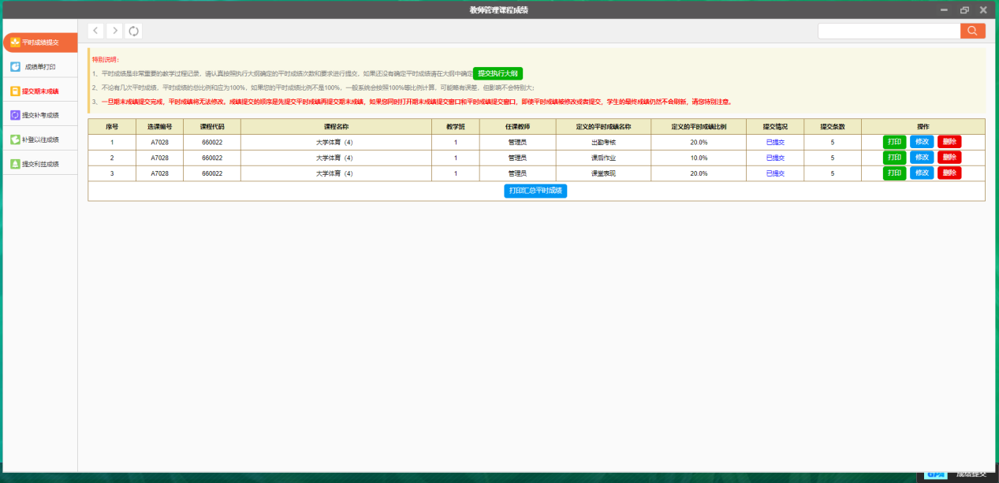 教师管理课程成绩
平时成绩提交
成绩单打印
提交期末成绩
提交补考成绩
补登以往成绩
提交利益成绩
特别说明：
1、平时成绩是非常重要的教学过程记录，请认真按照执行大纲确定的平时成绩次数和要求进行提交。如果还没有确定平时成绩请在大纲中确定 提交执行大纲
2、不论有几次平时成绩，平时成绩的总比例和应为100%，如果您的平时成绩比例不是100%，一般系统会按照100%等比例计算，可能略有误差，但影响不会特别大；
3、一旦期末成绩提交完成，平时成绩将无法修改。成绩提交的顺序是先提交平时成绩再提交期末成绩，如果您同时打开期末成绩提交窗口和平时成绩提交窗口，即使平时成绩被修改或者提交，学生的最终成绩仍然不会刷新，请您特别注意。
序号 选课编号 课程代码 课程名称 教学班 任课教师 定义的平时成绩名称 定义的平时成绩比例 提交情况 提交条数 操作
1 A7028 660022 大学体育（4） 1 管理员 出勤考核 20.0% 已提交 5 打印 修改 删除
2 A7028 660022 大学体育（4） 1 管理员 课后作业 10.0% 已提交 5 打印 修改 删除
3 A7028 660022 大学体育（4） 1 管理员 课堂表现 20.0% 已提交 5 打印 修改 删除
打印汇总平时成绩
成绩提交